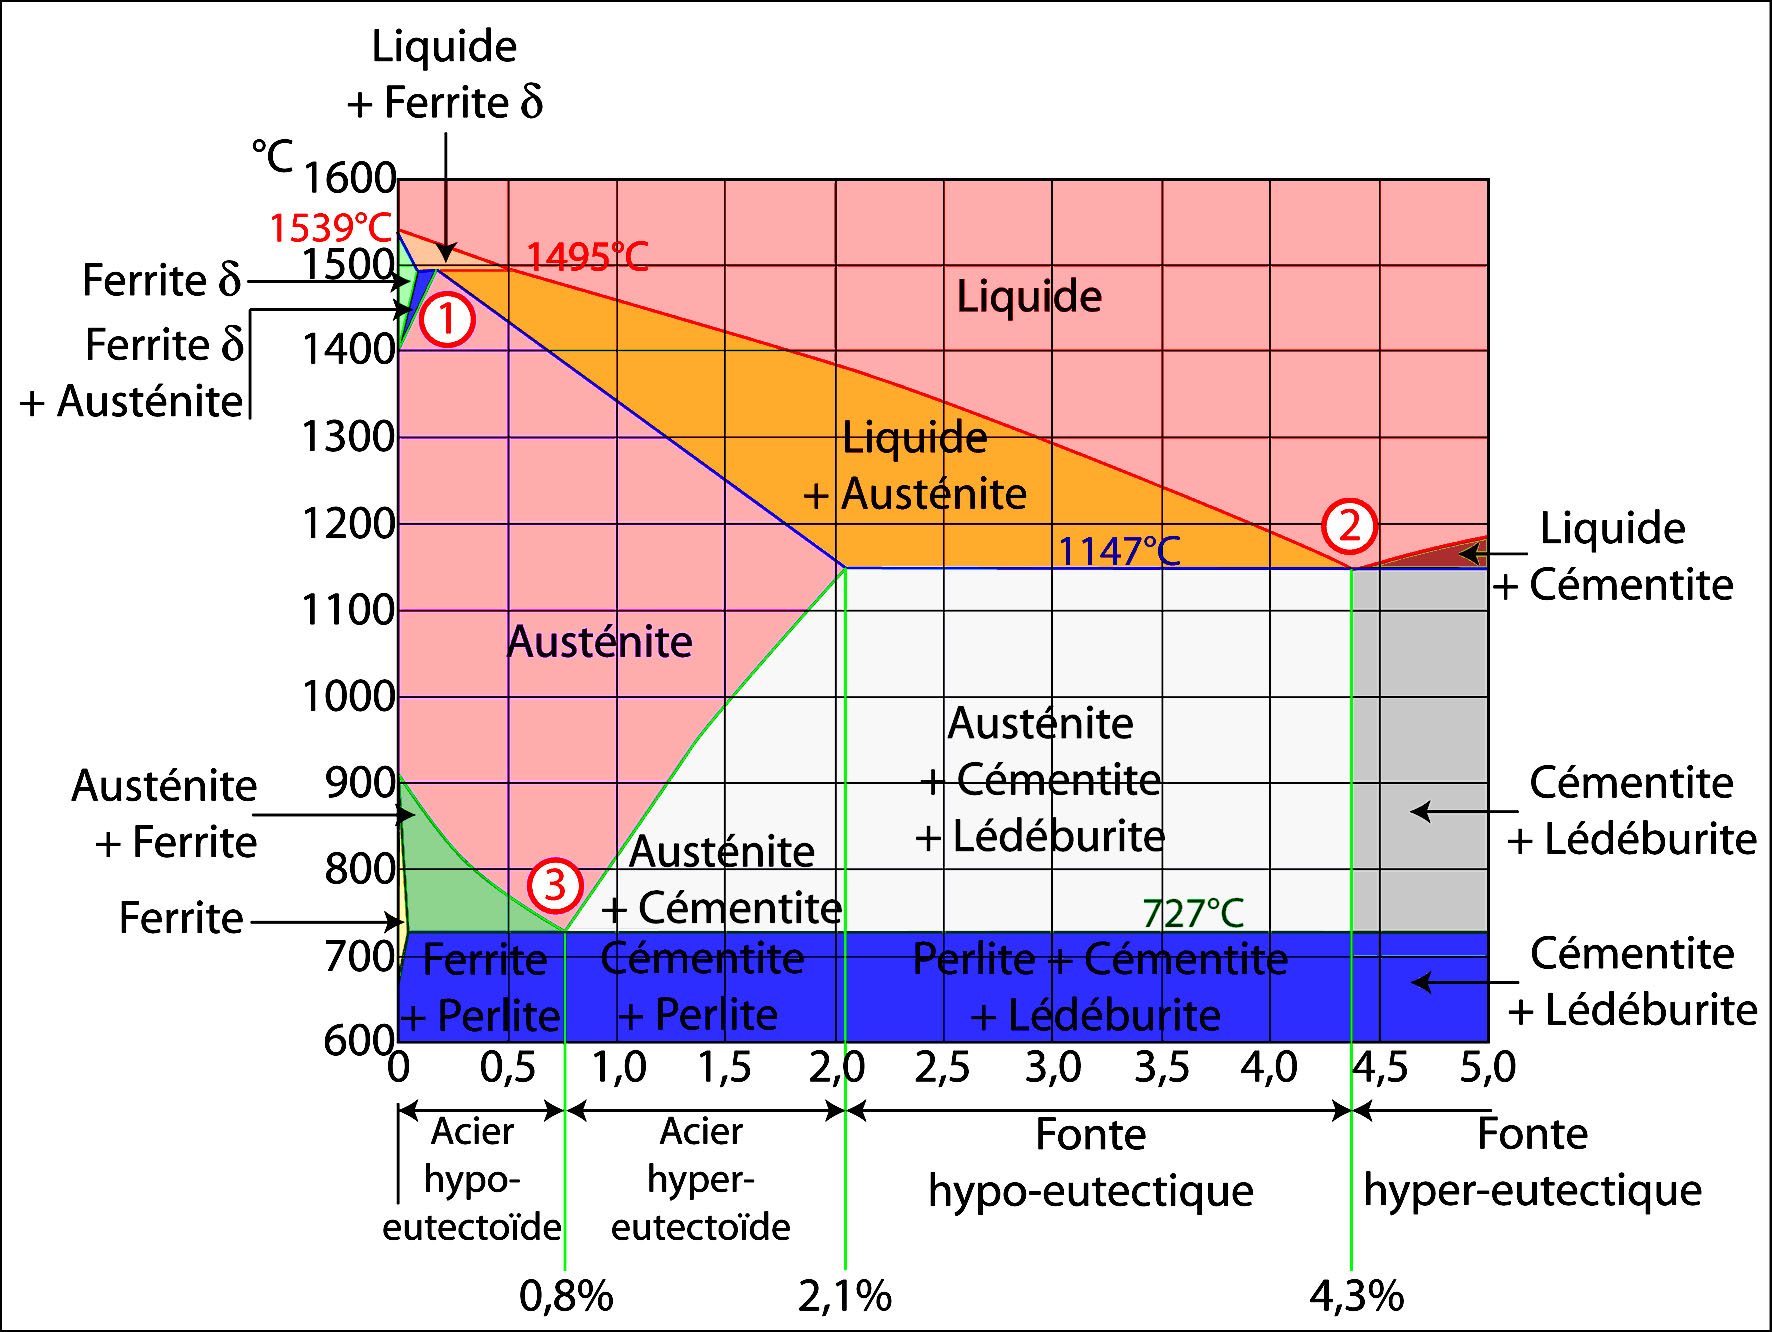 Liquide
+ Ferrite δ
°C
1600
1539°C
1495°C
1500
Ferrite δ
Liquide
1
Ferrite δ
+ Austénite
1400
1300
Liquide
+ Austénite
1200
2
1147°C
Liquide
+ Cémentite
1100
Austénite
1000
Austénite
+ Cémentite
+ Lédéburite
900
Austénite
+ Ferrite
Cémentite
+ Lédéburite
800
Austénite
+ Cémentite
3
Ferrite
727°C
700
Ferrite
+ Perlite
Cémentite
+ Perlite
Perlite + Cémentite
+ Lédéburite
Cémentite
+ Lédéburite
600
0 0,5 1,0 1,5 2,0 2,5 3,0 3,5 4,0 4,5 5,0
Acier
hypo-
eutectoïde
Acier
hyper-
eutectoïde
Fonte
hypo-eutectique
Fonte
hyper-eutectique
0,8% 2,1% 4,3%